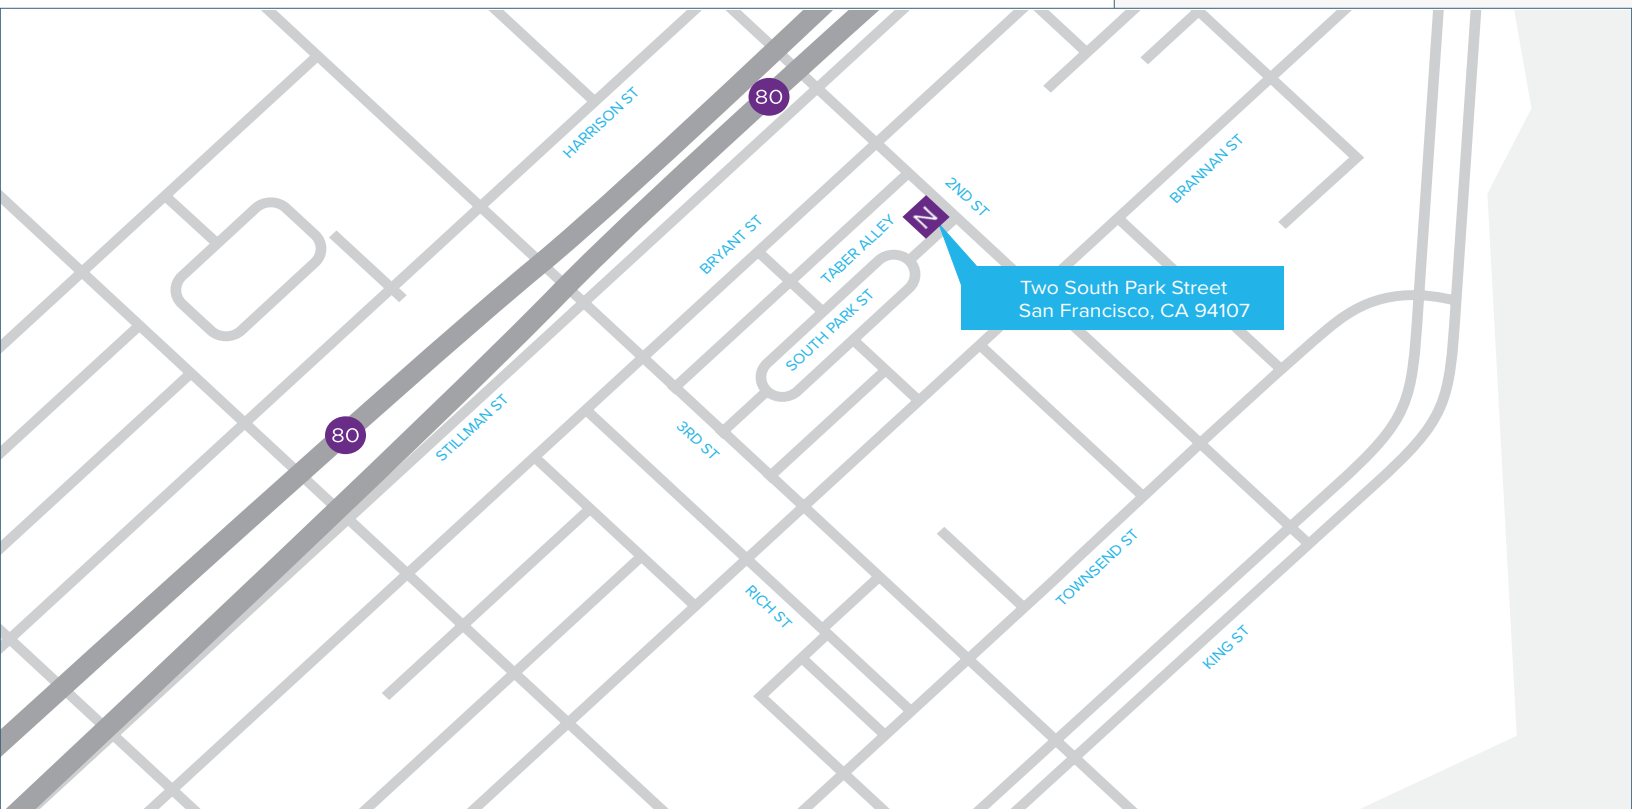 80
HARRISON ST
BRANNAN ST
2ND ST
N
BRYANT ST
TABER ALLEY
Two South Park Street
San Francisco, CA 94107
SOUTH PARK ST
80
STILLMAN ST
3RD ST
TOWNSEND ST
RICH ST
KING ST